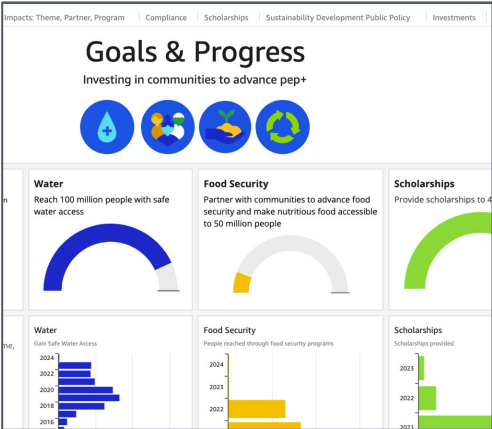 Impacts: Theme, Partner, Program Compliance Scholarships Sustainability Development Public Policy Investments
Goals & Progress
Investing in communities to advance pep+
Water
Reach 100 million people with safe
water access
Food Security
Partner with communities to advance food
security and make nutritious food accessible
to 50 million people
Scholarships
Provide scholarships to 4
Water
Gain Safe Water Access
2024
2022
2020
2018
2016
Food Security
People reached through food security programs
2024
2023
2022
Scholarships
Scholarships provided
2023
2022
2021